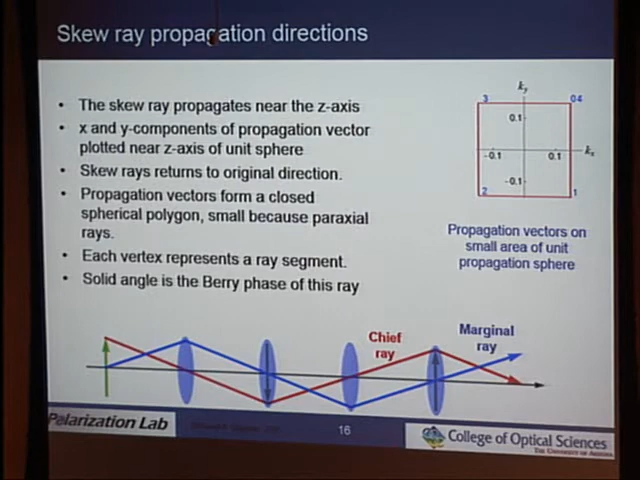 Skew ray propagation directions
• The skew ray propagates near the z-axis
• x and y-components of propagation vector
plotted near z-axis of unit sphere
• Skew rays returns to original direction.
• Propagation vectors form a closed
spherical polygon, small because paraxial
rays.
• Each vertex represents a ray segment.
• Solid angle is the Berry phase of this ray
ky
3
04
0.1
-0.1
0.1
kx
-0.1
2
1
Propagation vectors on
small area of unit
propagation sphere
Chief
ray
Marginal
ray
Polarization Lab
16
College of Optical Sciences
THE UNIVERSITY OF ARIZONA